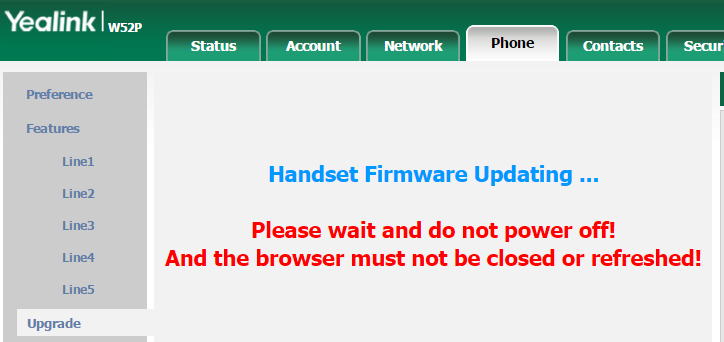 Yealink W52P
Status Account Network Phone Contacts Secur
Preference
Features
Line1
Line2
Line3
Line4
Line5
Upgrade
Handset Firmware Updating ...
Please wait and do not power off!
And the browser must not be closed or refreshed!